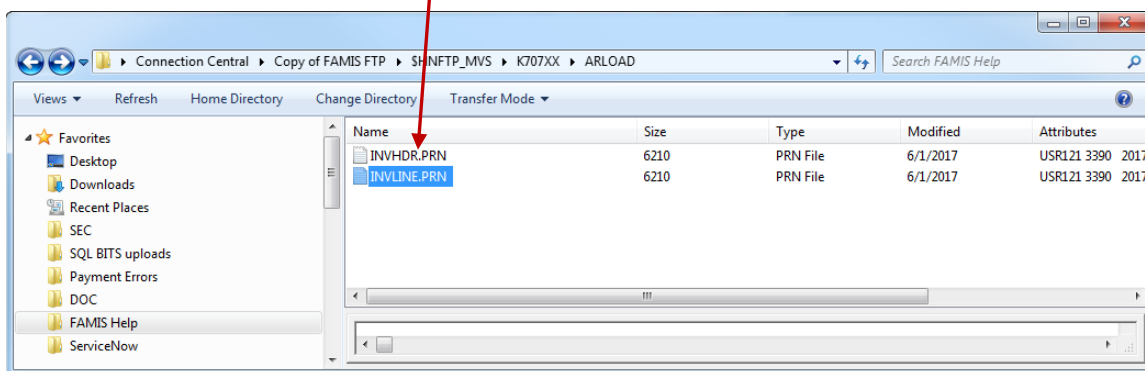 Connection Central Copy of FAMIS FTP $HNFTP_MVS K707XX ARLOAD Search FAMIS Help
Views Refresh Home Directory Change Directory Transfer Mode
Favorites
Desktop
Downloads
Recent Places
SEC
SQL BITS uploads
Payment Errors
DOC
FAMIS Help
ServiceNow
Name Size Type Modified Attributes
INVHDR.PRN 6210 PRN File 6/1/2017 USR121 3390 2017
INVLINE.PRN 6210 PRN File 6/1/2017 USR121 3390 2017